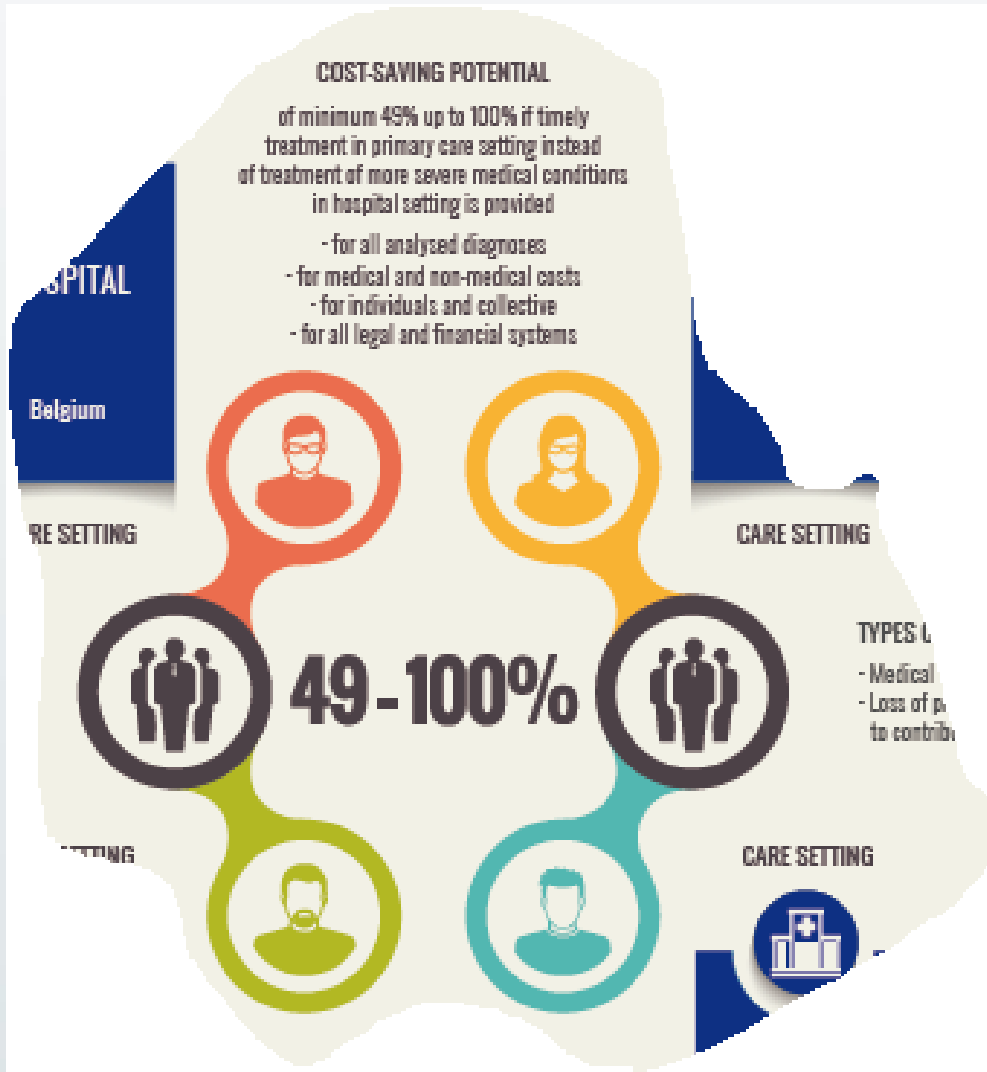 COST-SAVING POTENTIAL
of minimum 49% up to 100% if timely
treatment in primary care setting instead
of treatment of more severe medical conditions
in hospital setting is provided
- for all analysed diagnoses
- for medical and non-medical costs
- for individuals and collective
- for all legal and financial systems
Belgium
SETTING
CARE SETTING
49-100%
TYPES
- Medical
- Loss of
to
CARE SETTING